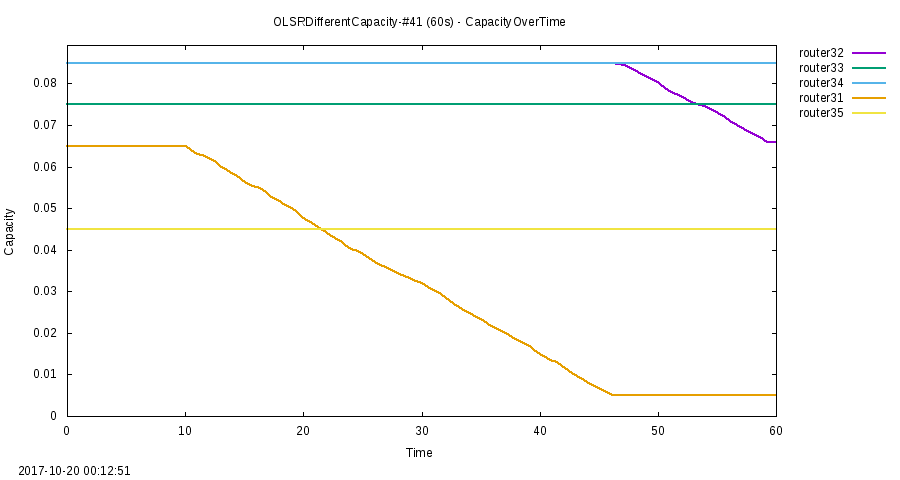 OLSRDifferentCapacity-#41 (60s) - CapacityOverTime
router32
router33
router34
router31
router35
0.08
0.07
0.06
0.05
0.04
0.03
0.02
0.01
0
Capacity
0 10 20 30 40 50 60
Time
2017-10-20 00:12:51